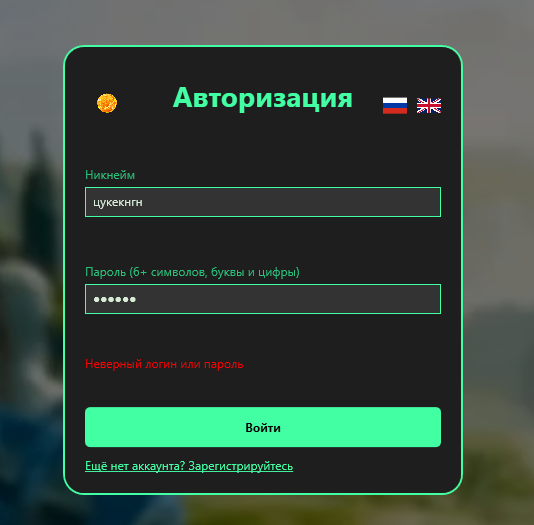 Авторизация
Никнейм
цукекнгн
Пароль (6+ символов, буквы и цифры)
●●●●●●
Неверный логин или пароль
Войти
Ещё нет аккаунта? Зарегистрируйтесь